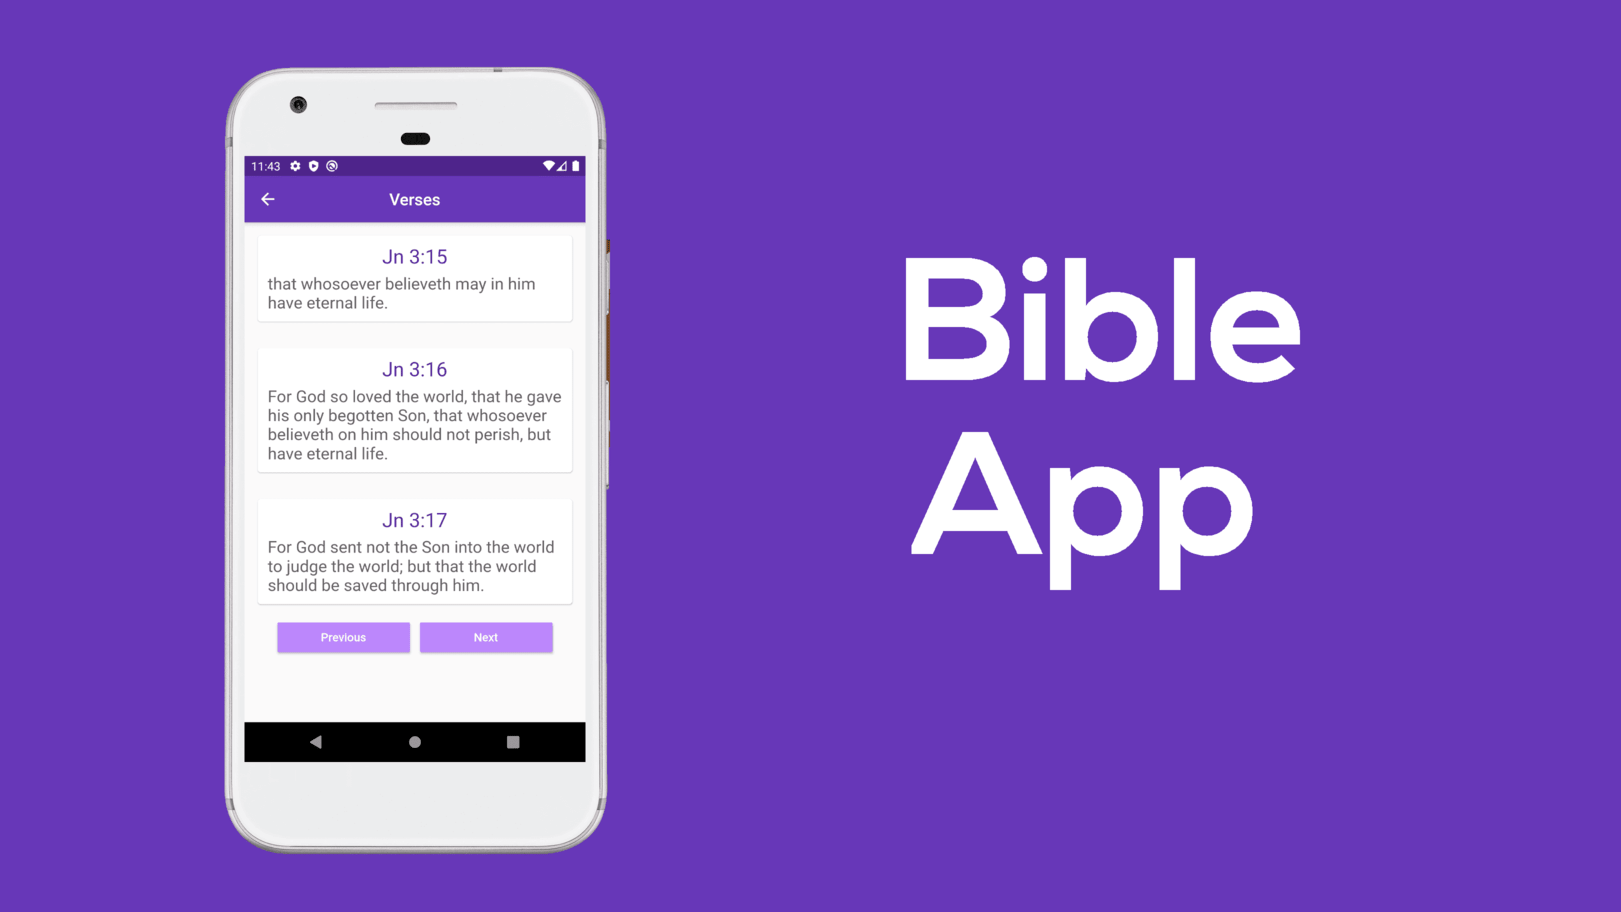 11:43
Verses
Jn 3:15
that whosoever believeth may in him
have eternal life.
Jn 3:16
For God so loved the world, that he gave
his only begotten Son, that whosoever
believeth on him should not perish, but
have eternal life.
Jn 3:17
For God sent not the Son into the world
to judge the world; but that the world
should be saved through him.
Previous Next
Bible
App